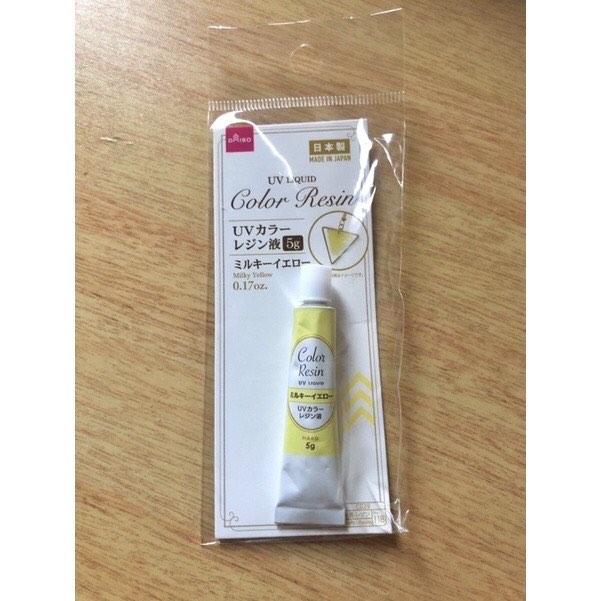 DAISO
日本製
MADE IN JAPAN
UV LIQUID
Color Resin
UVカラー
レジン液 5g
ミルキーイエロー
Milky Yellow
0.17oz.
Color
Resin
UV LIQUID
ミルキーイエロー
UVカラー
レジン液
HARD
5g